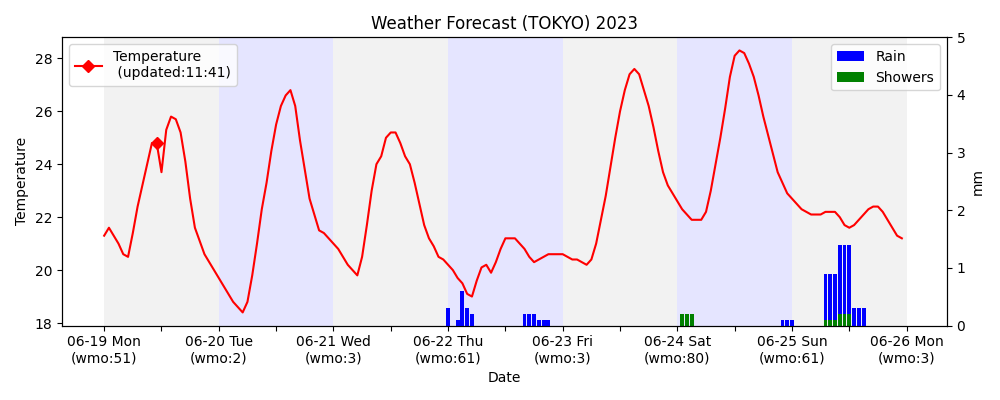 Weather Forecast (TOKYO) 2023
Temperature
(updated:11:41)
Rain
Showers
Temperature
28
26
24
22
20
18
5
4
3
2
1
0
mm
06-19 Mon
(wmo:51)
06-20 Tue
(wmo:2)
06-21 Wed
(wmo:3)
06-22 Thu
(wmo:61)
06-23 Fri
(wmo:3)
06-24 Sat
(wmo:80)
06-25 Sun
(wmo:61)
06-26 Mon
(wmo:3)
Date